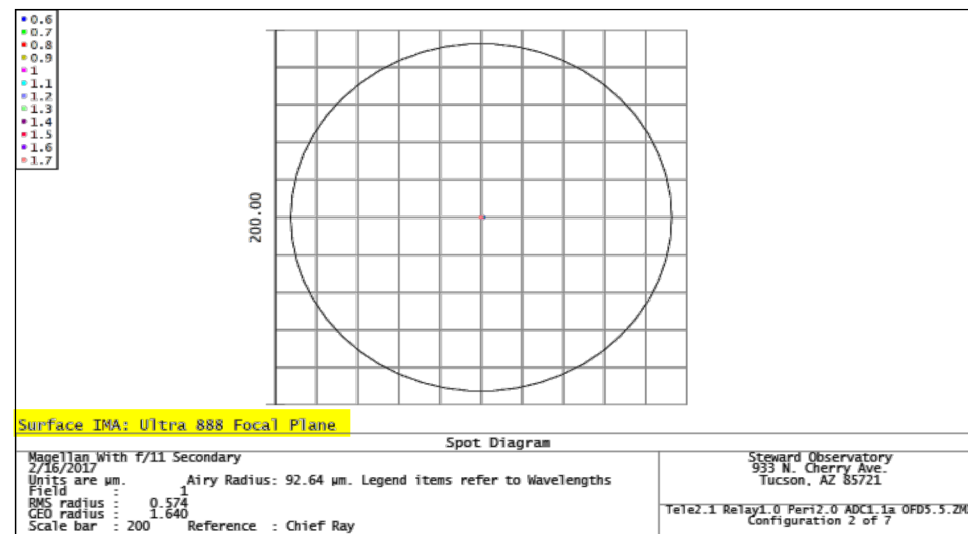 0.6
0.7
0.8
0.9
1
1.1
1.2
1.3
1.4
1.5
1.6
1.7
200.00
Surface IMA: Ultra 888 Focal Plane
Spot Diagram
Magellan With f/11 Secondary
2/16/2017
Units are µm. Airy Radius: 92.64 µm. Legend items refer to Wavelengths
Field : 1
RMS radius : 0.574
GEO radius : 1.640
Scale bar : 200 Reference : Chief Ray
Steward Observatory
933 N. Cherry Ave.
Tucson, AZ 85721
Tele2.1 Relay1.0 Peri2.0 ADC1.1a OFD5.5.ZM
Configuration 2 of 7